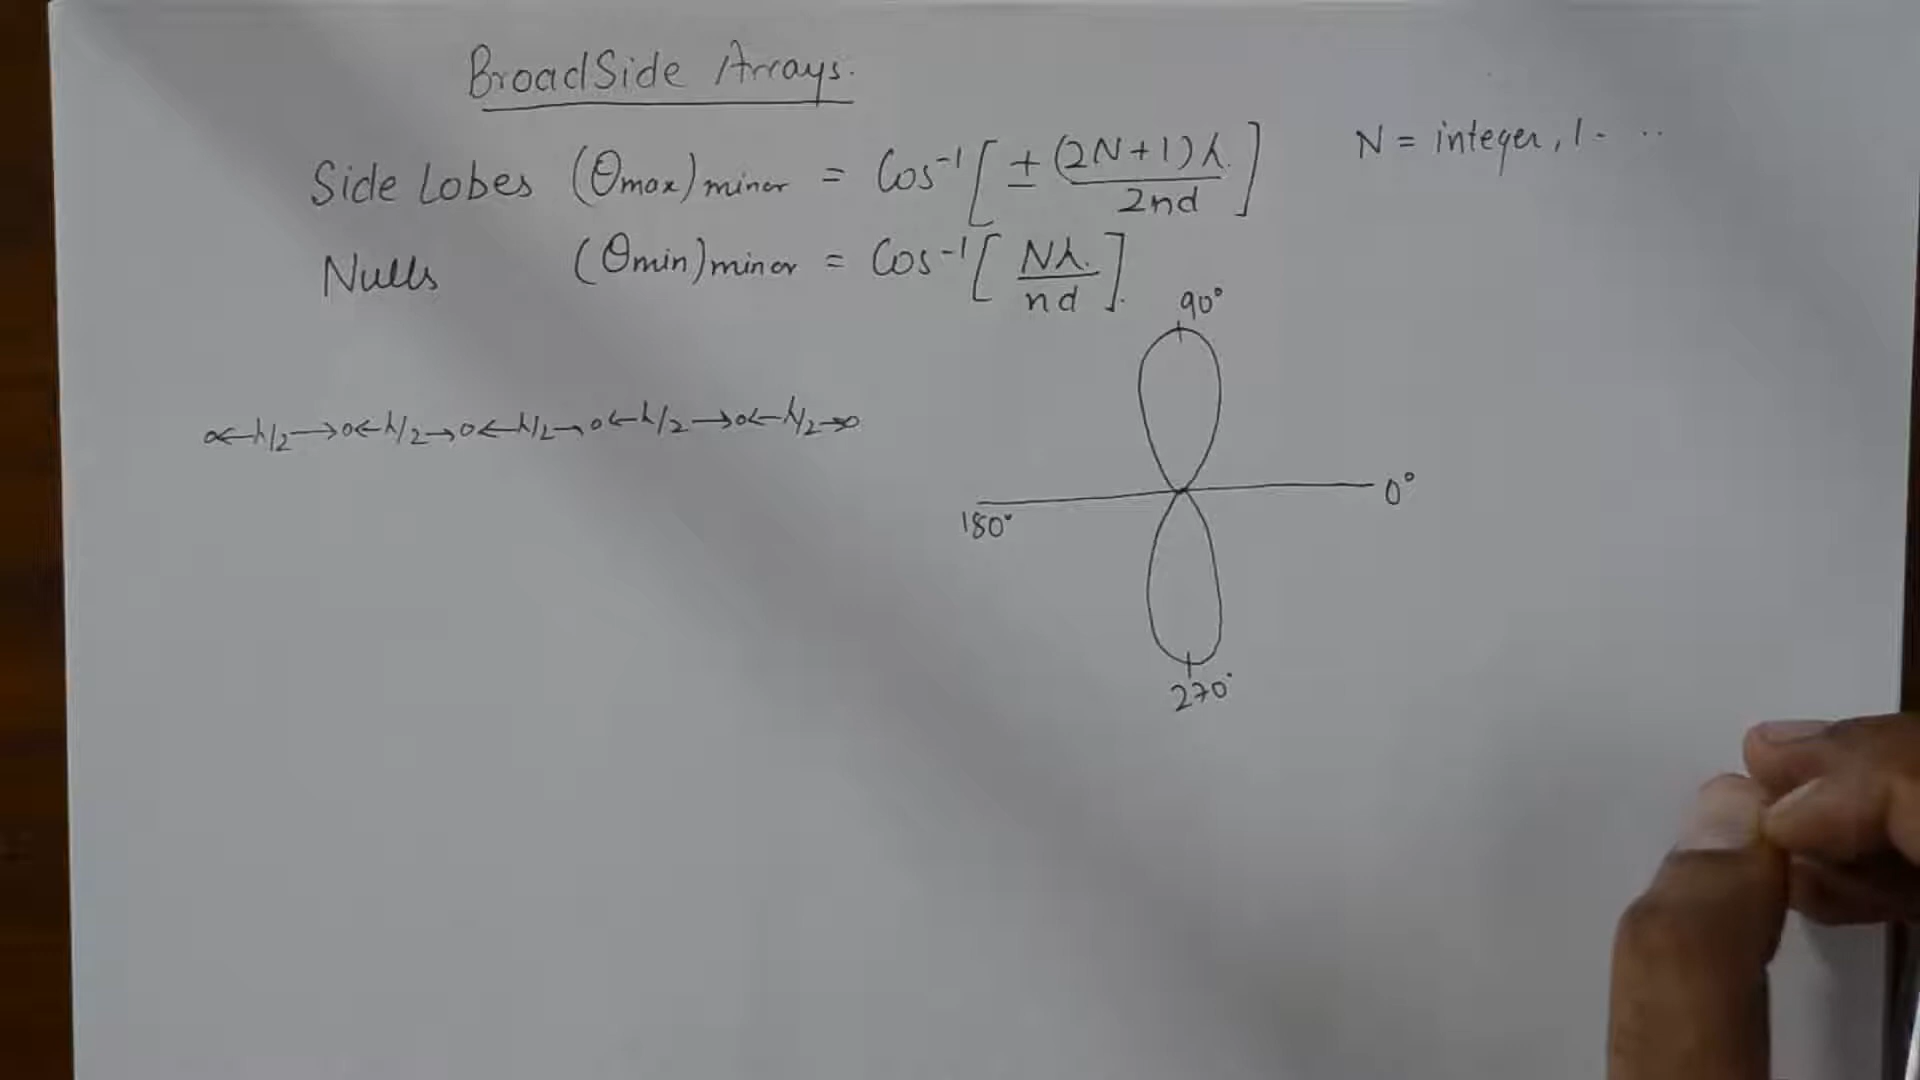 BroadSide Arrays.
Side Lobes (θmax)minor = Cos⁻¹[± (2N+1)λ / 2nd] N = integer, 1- ..
Nulls (θmin)minor = Cos⁻¹[Nλ / nd].
90°
o←λ/2→o←λ/2→o←λ/2→o←λ/2→o←λ/2→o
0°
180°
270°